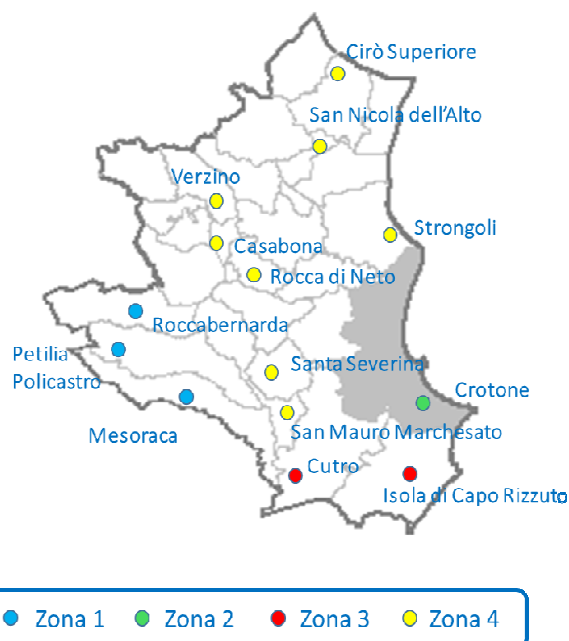 Cirò Superiore
San Nicola dell'Alto
Verzino
Strongoli
Casabona
Rocca di Neto
Roccabernarda
Petilia
Policastro
Santa Severina
Crotone
Mesoraca
San Mauro Marchesato
Cutro
Isola di Capo Rizzuto
Zona 1
Zona 2
Zona 3
Zona 4